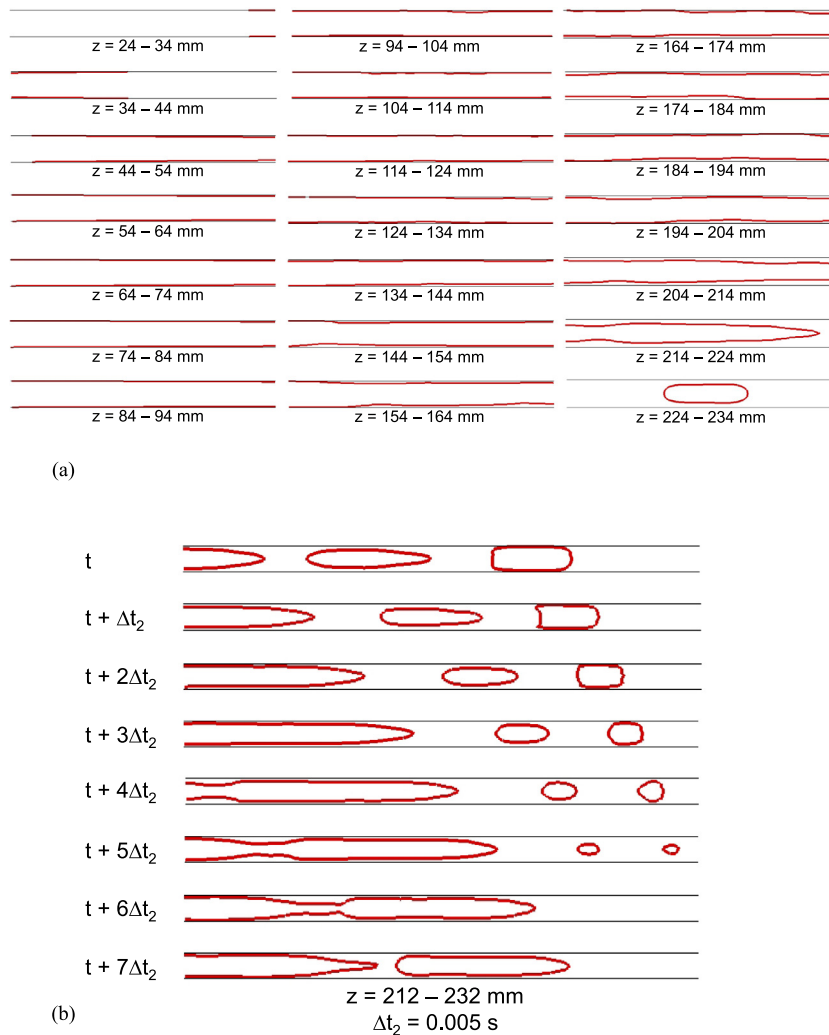 z = 24 – 34 mm
z = 34 – 44 mm
z = 44 – 54 mm
z = 54 – 64 mm
z = 64 – 74 mm
z = 74 – 84 mm
z = 84 – 94 mm
z = 94 – 104 mm
z = 104 – 114 mm
z = 114 – 124 mm
z = 124 – 134 mm
z = 134 – 144 mm
z = 144 – 154 mm
z = 154 – 164 mm
z = 164 – 174 mm
z = 174 – 184 mm
z = 184 – 194 mm
z = 194 – 204 mm
z = 204 – 214 mm
z = 214 – 224 mm
z = 224 – 234 mm
(a)
t
t + Δt₂
t + 2Δt₂
t + 3Δt₂
t + 4Δt₂
t + 5Δt₂
t + 6Δt₂
t + 7Δt₂
z = 212 – 232 mm
Δt₂ = 0.005 s
(b)